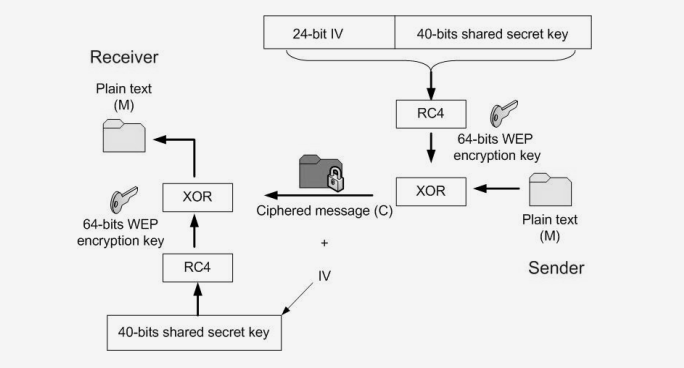 24-bit IV
40-bits shared secret key
Receiver
Plain text
(M)
RC4
64-bits WEP
encryption key
XOR
XOR
Ciphered message (C)
+
IV
Plain text
(M)
Sender
64-bits WEP
encryption key
RC4
40-bits shared secret key